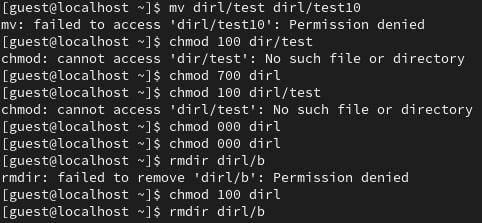 [guest@localhost ~]$ mv dirl/test dirl/test10
mv: failed to access 'dirl/test10': Permission denied
[guest@localhost ~]$ chmod 100 dir/test
chmod: cannot access 'dir/test': No such file or directory
[guest@localhost ~]$ chmod 700 dirl
[guest@localhost ~]$ chmod 100 dirl/test
chmod: cannot access 'dirl/test': No such file or directory
[guest@localhost ~]$ chmod 000 dirl
[guest@localhost ~]$ chmod 000 dirl
[guest@localhost ~]$ rmdir dirl/b
rmdir: failed to remove 'dirl/b': Permission denied
[guest@localhost ~]$ chmod 100 dirl
[guest@localhost ~]$ rmdir dirl/b